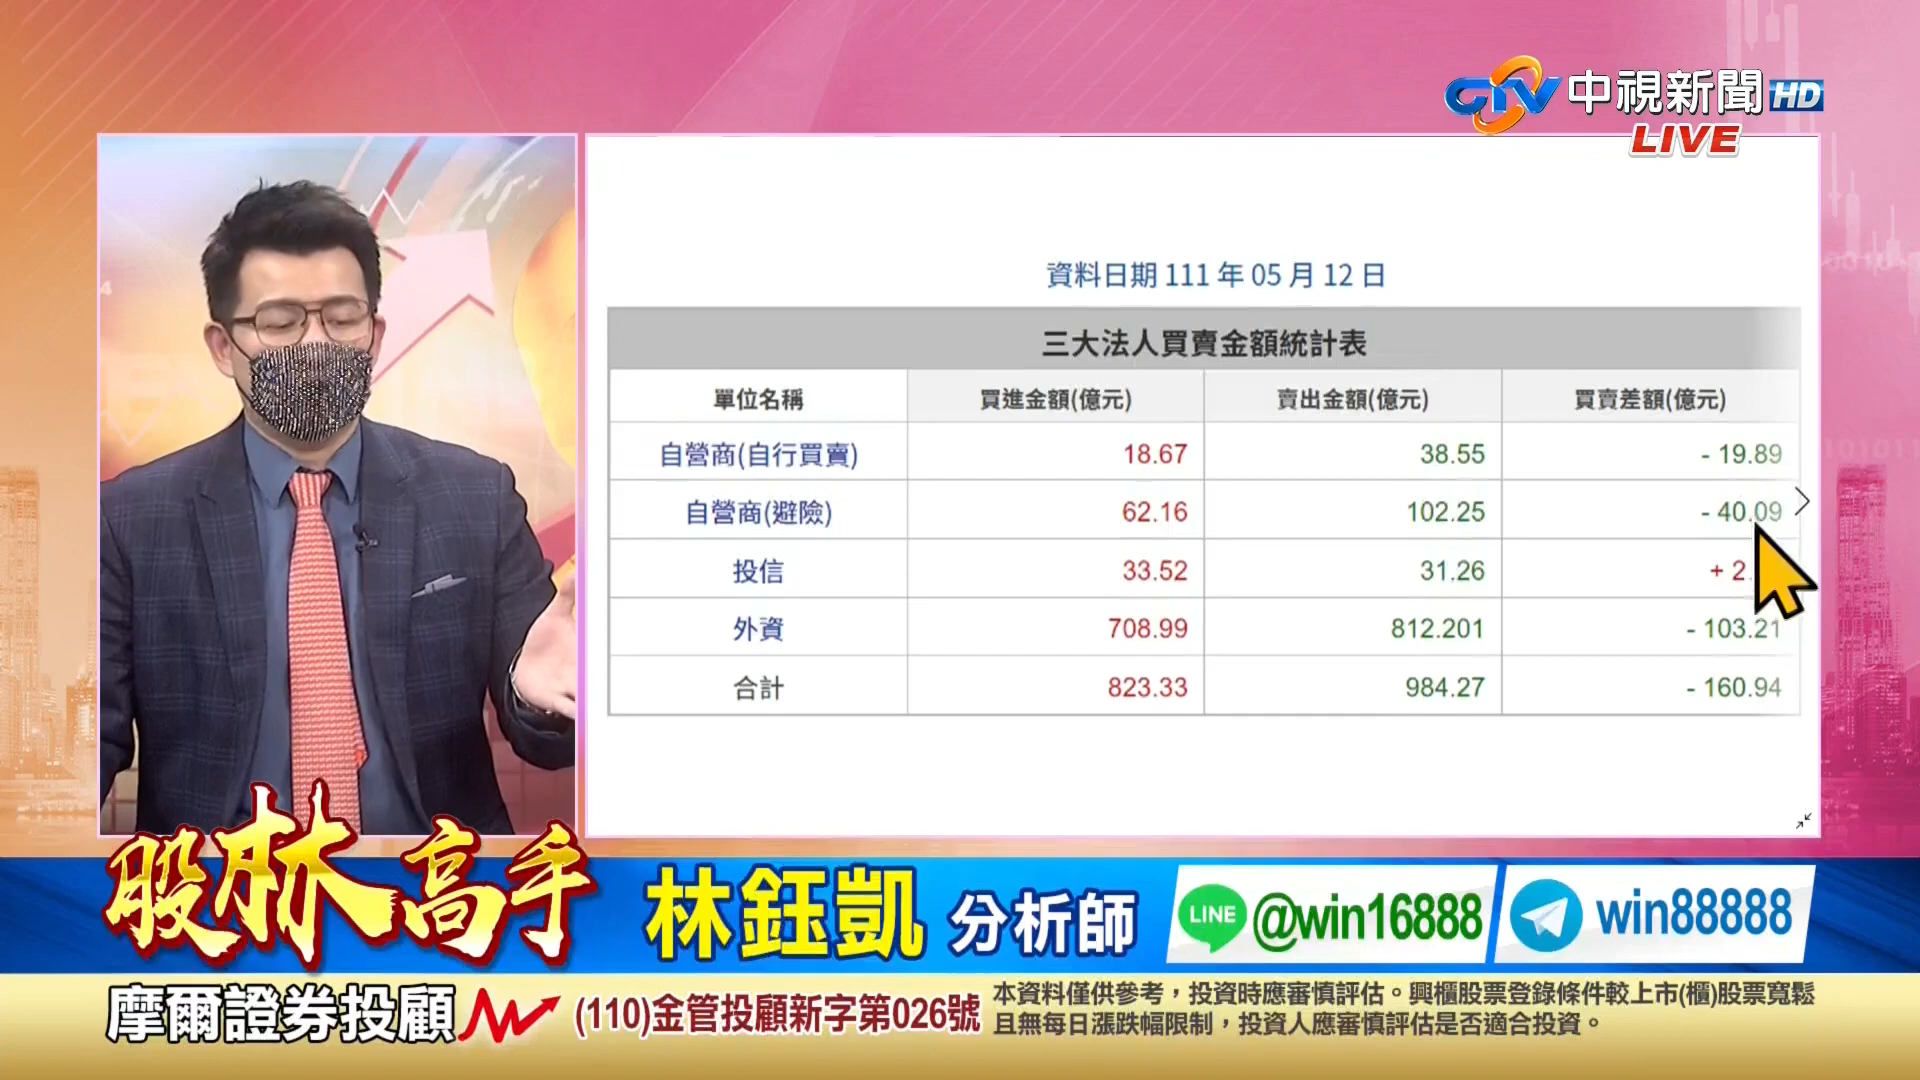 CTV 中視新聞 HD
LIVE
資料日期 111 年 05 月 12 日
三大法人買賣金額統計表
單位名稱 買進金額(億元) 賣出金額(億元) 買賣差額(億元)
自營商(自行買賣) 18.67 38.55 - 19.89
自營商(避險) 62.16 102.25 - 40.09
投信 33.52 31.26 + 2.
外資 708.99 812.201 - 103.21
合計 823.33 984.27 - 160.94
股林高手
林鈺凱 分析師
LINE @win16888
win88888
摩爾證券投顧
(110)金管投顧新字第026號
本資料僅供參考，投資時應審慎評估。興櫃股票登錄條件較上市(櫃)股票寬鬆
且無每日漲跌幅限制，投資人應審慎評估是否適合投資。